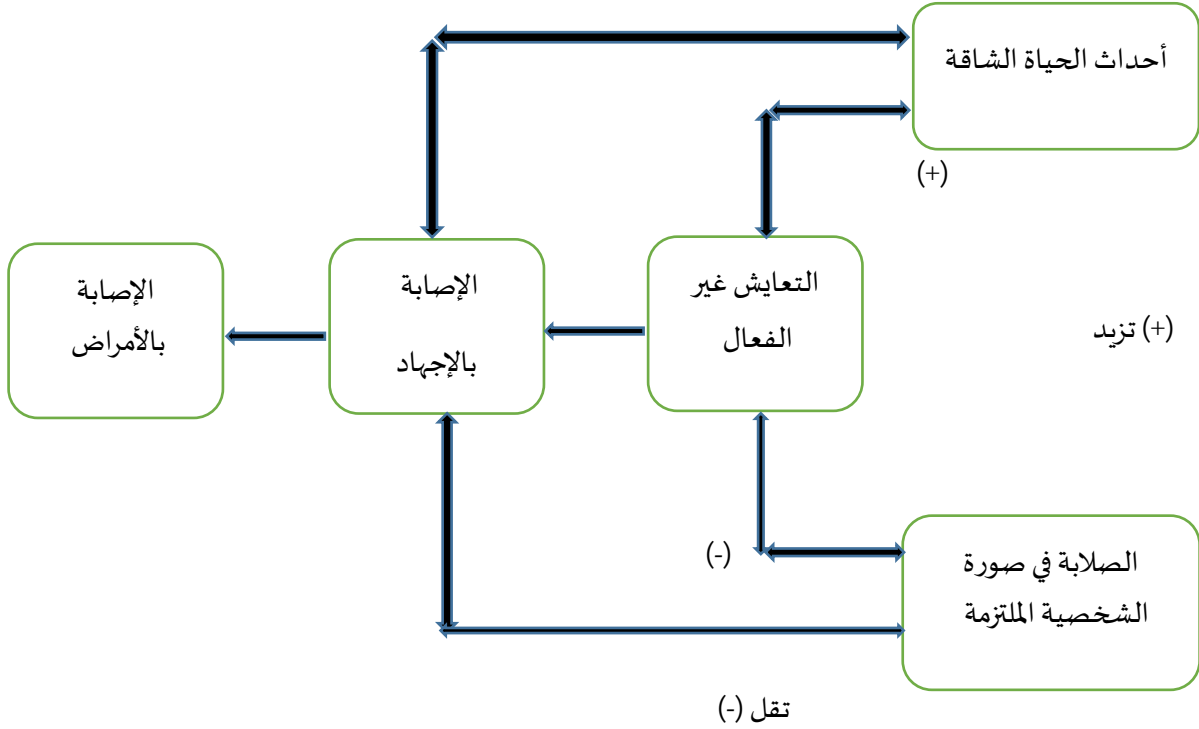 أحداث الحياة الشاقة
(+)
التعايش غير
الفعال
الإصابة
بالإجهاد
الإصابة
بالأمراض
(+) تزيد
(-)
الصلابة في صورة
الشخصية الملتزمة
تقل (-)